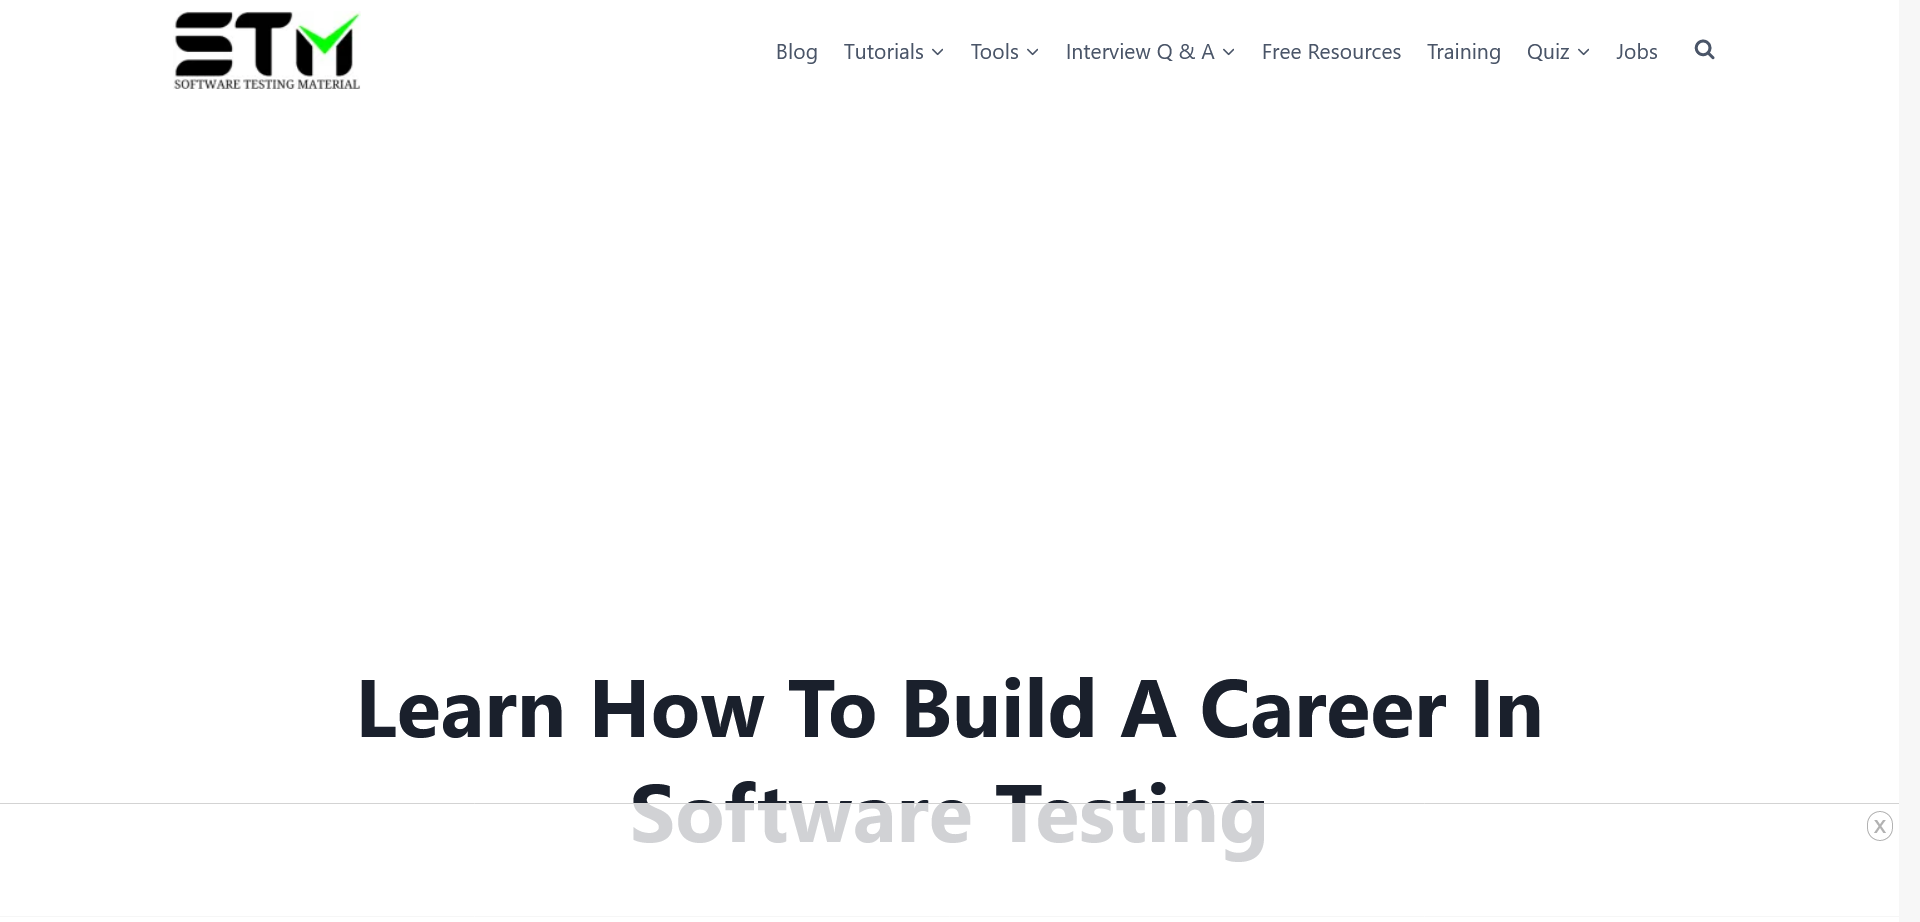 STM
SOFTWARE TESTING MATERIAL
Blog Tutorials Tools Interview Q & A Free Resources Training Quiz Jobs
Learn How To Build A Career In
Software Testing
X